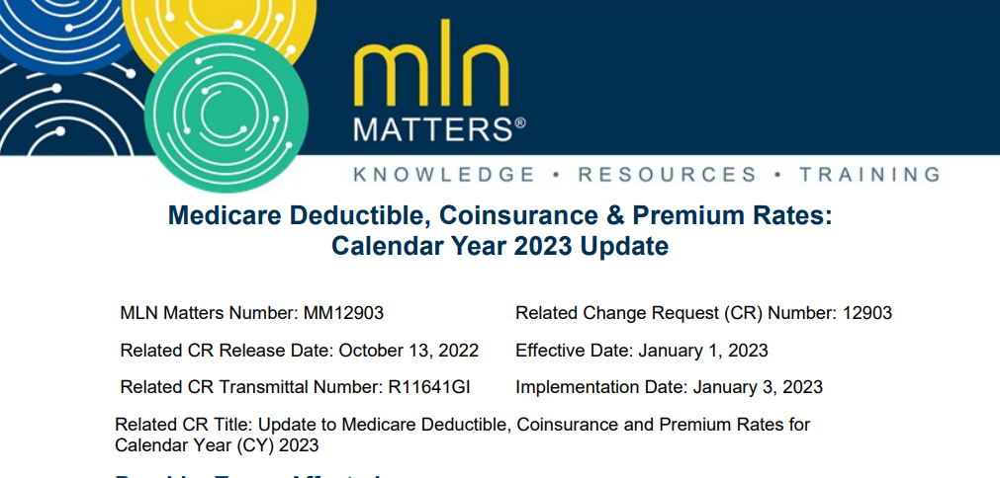 mln
MATTERS®
KNOWLEDGE • RESOURCES • TRAINING
Medicare Deductible, Coinsurance & Premium Rates:
Calendar Year 2023 Update
MLN Matters Number: MM12903
Related Change Request (CR) Number: 12903
Related CR Release Date: October 13, 2022
Effective Date: January 1, 2023
Related CR Transmittal Number: R11641GI
Implementation Date: January 3, 2023
Related CR Title: Update to Medicare Deductible, Coinsurance and Premium Rates for
Calendar Year (CY) 2023